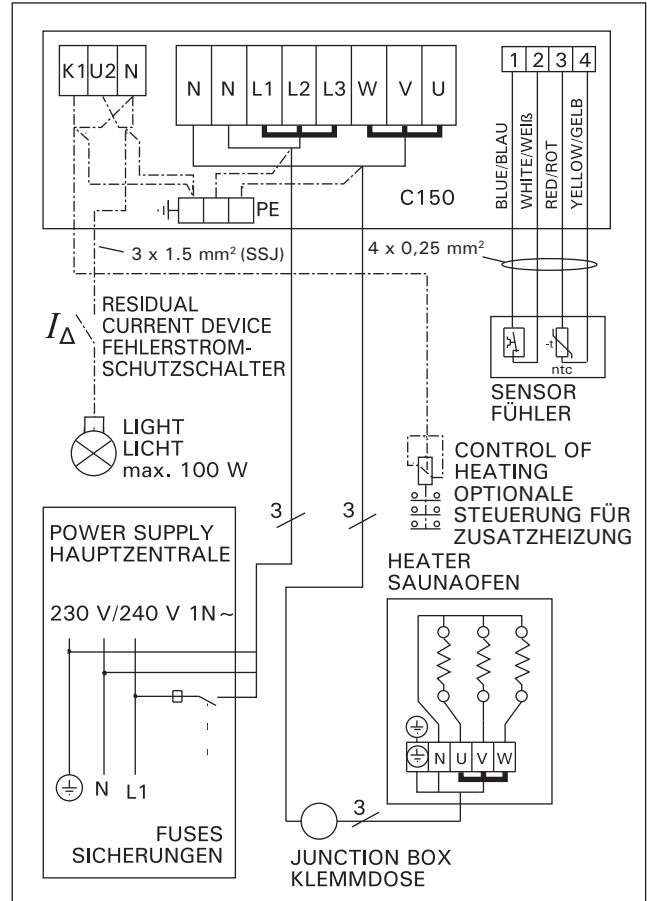 K1 U2 N
N N L1 L2 L3 W V U
1 2 3 4
BLUE/BLAU
WHITE/WEIß
RED/ROT
YELLOW/GELB
PE
C150
3 x 1.5 mm² (SSJ)
4 x 0,25 mm²
IΔ
RESIDUAL
CURRENT DEVICE
FEHLERSTROM-
SCHUTZSCHALTER
-t
ntc
SENSOR
FÜHLER
LIGHT
LICHT
max. 100 W
CONTROL OF
HEATING
OPTIONALE
STEUERUNG FÜR
ZUSATZHEIZUNG
3
3
POWER SUPPLY
HAUPTZENTRALE
230 V/240 V 1N~
N L1
FUSES
SICHERUNGEN
HEATER
SAUNAOFEN
N U V W
3
JUNCTION BOX
KLEMMDOSE